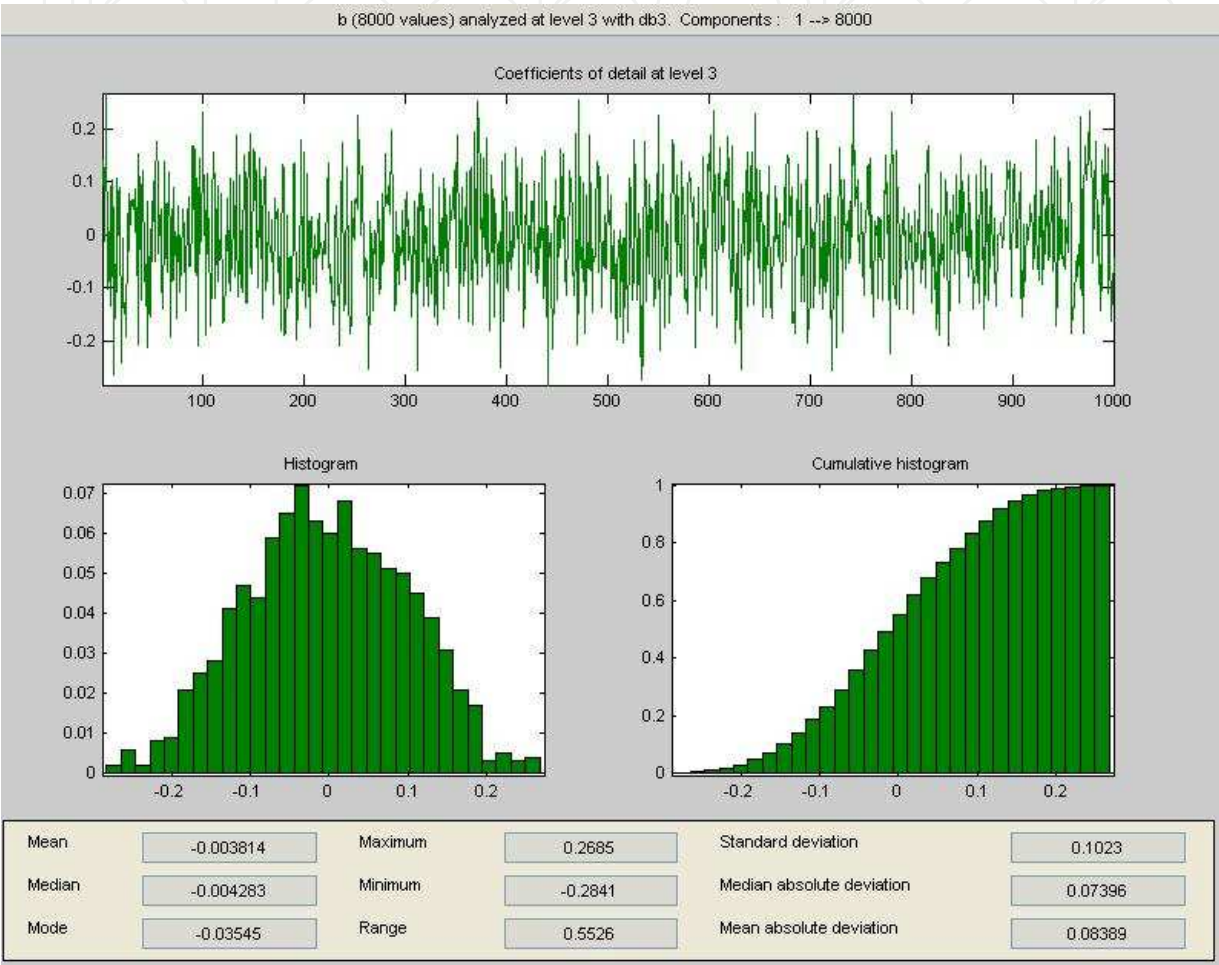 b (8000 values) analyzed at level 3 with db3. Components : 1 --> 8000
Coefficients of detail at level 3
0.2
0.1
0
-0.1
-0.2
100 200 300 400 500 600 700 800 900 1000
Histogram
0.07
0.06
0.05
0.04
0.03
0.02
0.01
0
-0.2 -0.1 0 0.1 0.2
Cumulative histogram
1
0.8
0.6
0.4
0.2
0
-0.2 -0.1 0 0.1 0.2
Mean -0.003814 Maximum 0.2685 Standard deviation 0.1023
Median -0.004283 Minimum -0.2841 Median absolute deviation 0.07396
Mode -0.03545 Range 0.5526 Mean absolute deviation 0.08389